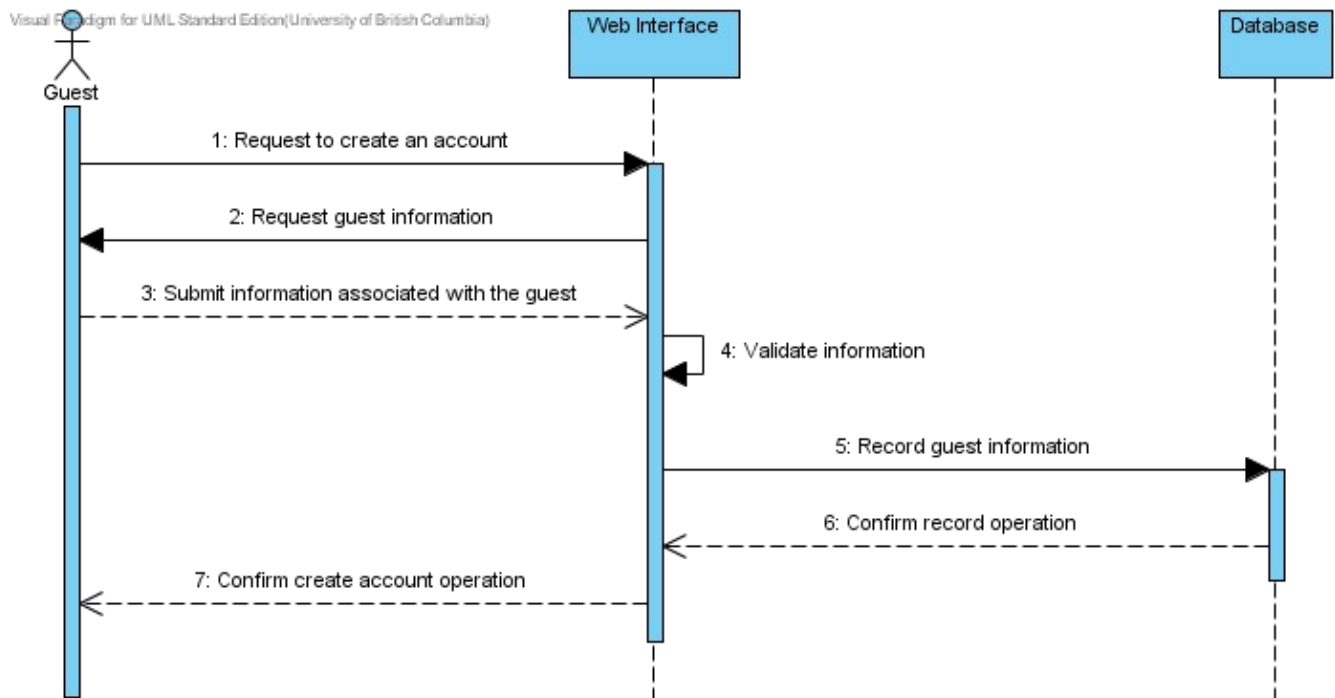 Visual Paradigm for UML Standard Edition(University of British Columbia)
Web Interface
Database
Guest
1: Request to create an account
2: Request guest information
3: Submit information associated with the guest
4: Validate information
5: Record guest information
6: Confirm record operation
7: Confirm create account operation